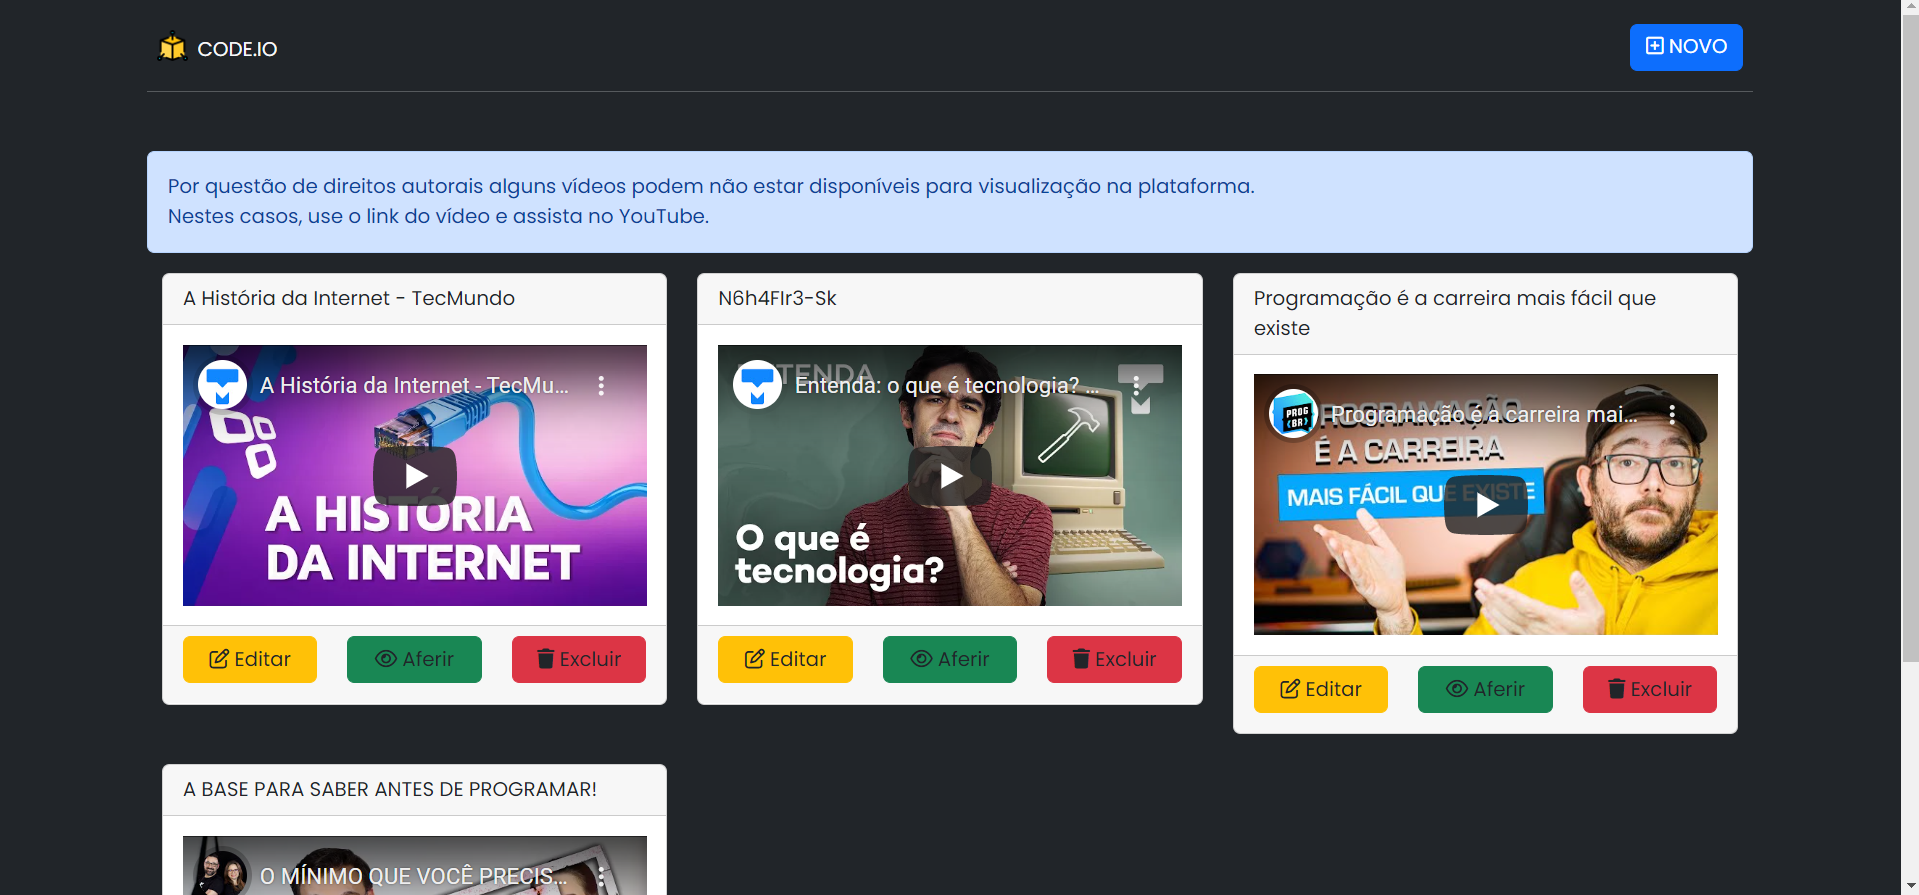 CODE.IO
NOVO
Por questão de direitos autorais alguns vídeos podem não estar disponíveis para visualização na plataforma.
Nestes casos, use o link do vídeo e assista no YouTube.
A História da Internet - TecMundo
A História da Internet - TecMu...
A HISTÓRIA
DA INTERNET
Editar
Aferir
Excluir
N6h4FIr3-Sk
ENTENDA
Entenda: o que é tecnologia? ...
O que é
tecnologia?
Editar
Aferir
Excluir
Programação é a carreira mais fácil que
existe
PROG
{BR}
PROGRAMAÇÃO
Programação é a carreira mai...
É A CARREIRA
MAIS FÁCIL QUE EXISTE
Editar
Aferir
Excluir
A BASE PARA SABER ANTES DE PROGRAMAR!
O MÍNIMO QUE VOCÊ PRECIS...